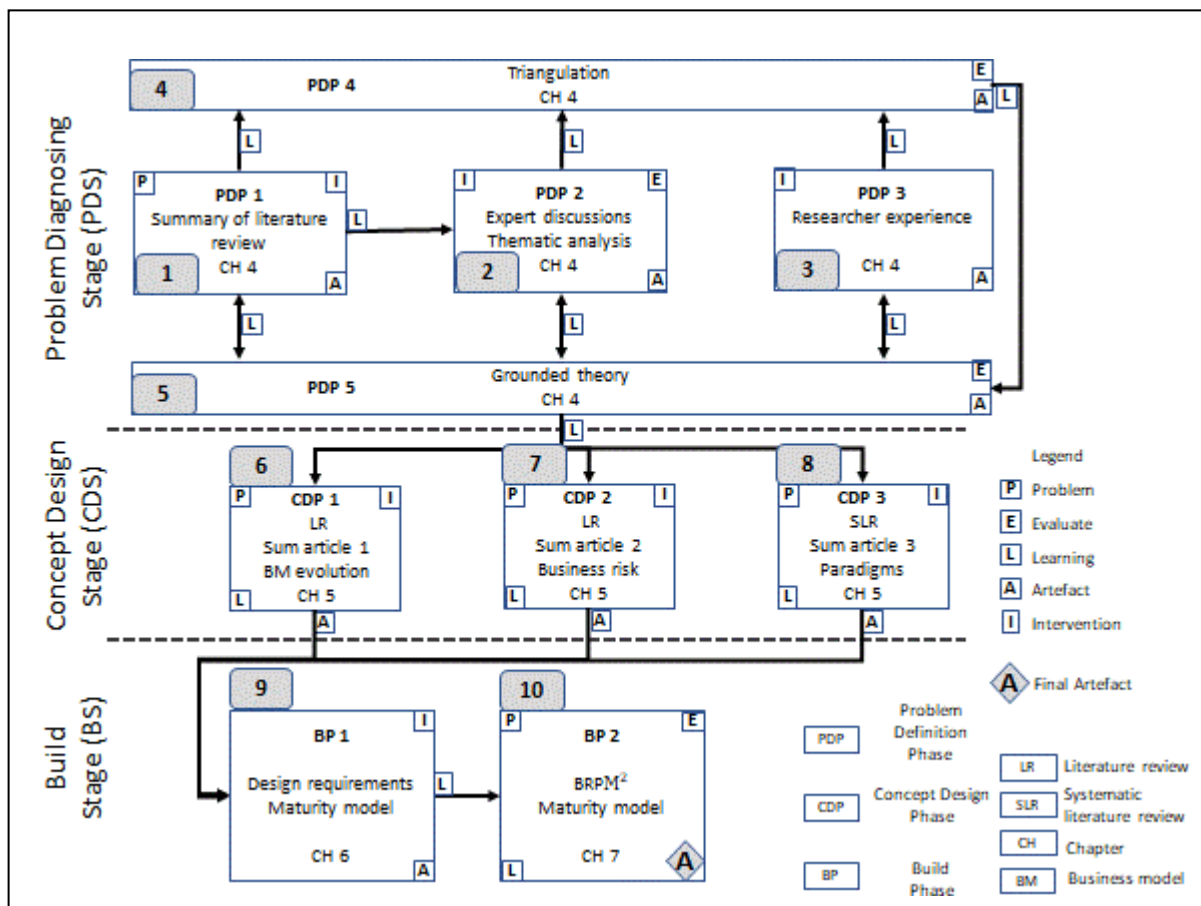 Problem Diagnosing
Stage (PDS)
4
PDP 4
Triangulation
CH 4
E
A
L
L
L
L
P
I
PDP 1
Summary of literature
review
CH 4
1
A
L
I
E
PDP 2
Expert discussions
Thematic analysis
CH 4
2
A
I
PDP 3
Researcher experience
CH 4
3
A
L
L
L
5
PDP 5
Grounded theory
CH 4
E
A
L
Concept Design
Stage (CDS)
6
P
I
CDP 1
LR
Sum article 1
BM evolution
CH 5
L
A
7
P
I
CDP 2
LR
Sum article 2
Business risk
CH 5
L
A
8
P
I
CDP 3
SLR
Sum article 3
Paradigms
CH 5
L
A
Build
Stage (BS)
9
I
BP 1
Design requirements
Maturity model
CH 6
A
L
10
P
E
BP 2
BRPM²
Maturity model
CH 7
L
A
Legend
P Problem
E Evaluate
L Learning
A Artefact
I Intervention
A Final Artefact
PDP
Problem
Definition
Phase
CDP
Concept Design
Phase
BP
Build
Phase
LR Literature review
SLR Systematic
literature review
CH Chapter
BM Business model